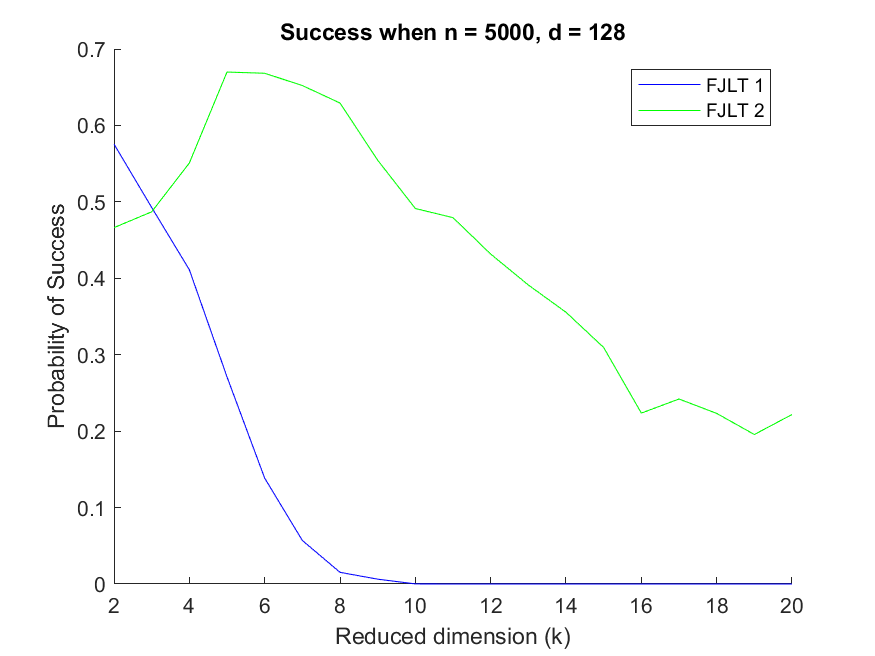 Success when n = 5000, d = 128
FJLT 1
FJLT 2
Probability of Success
0.7
0.6
0.5
0.4
0.3
0.2
0.1
0
2 4 6 8 10 12 14 16 18 20
Reduced dimension (k)